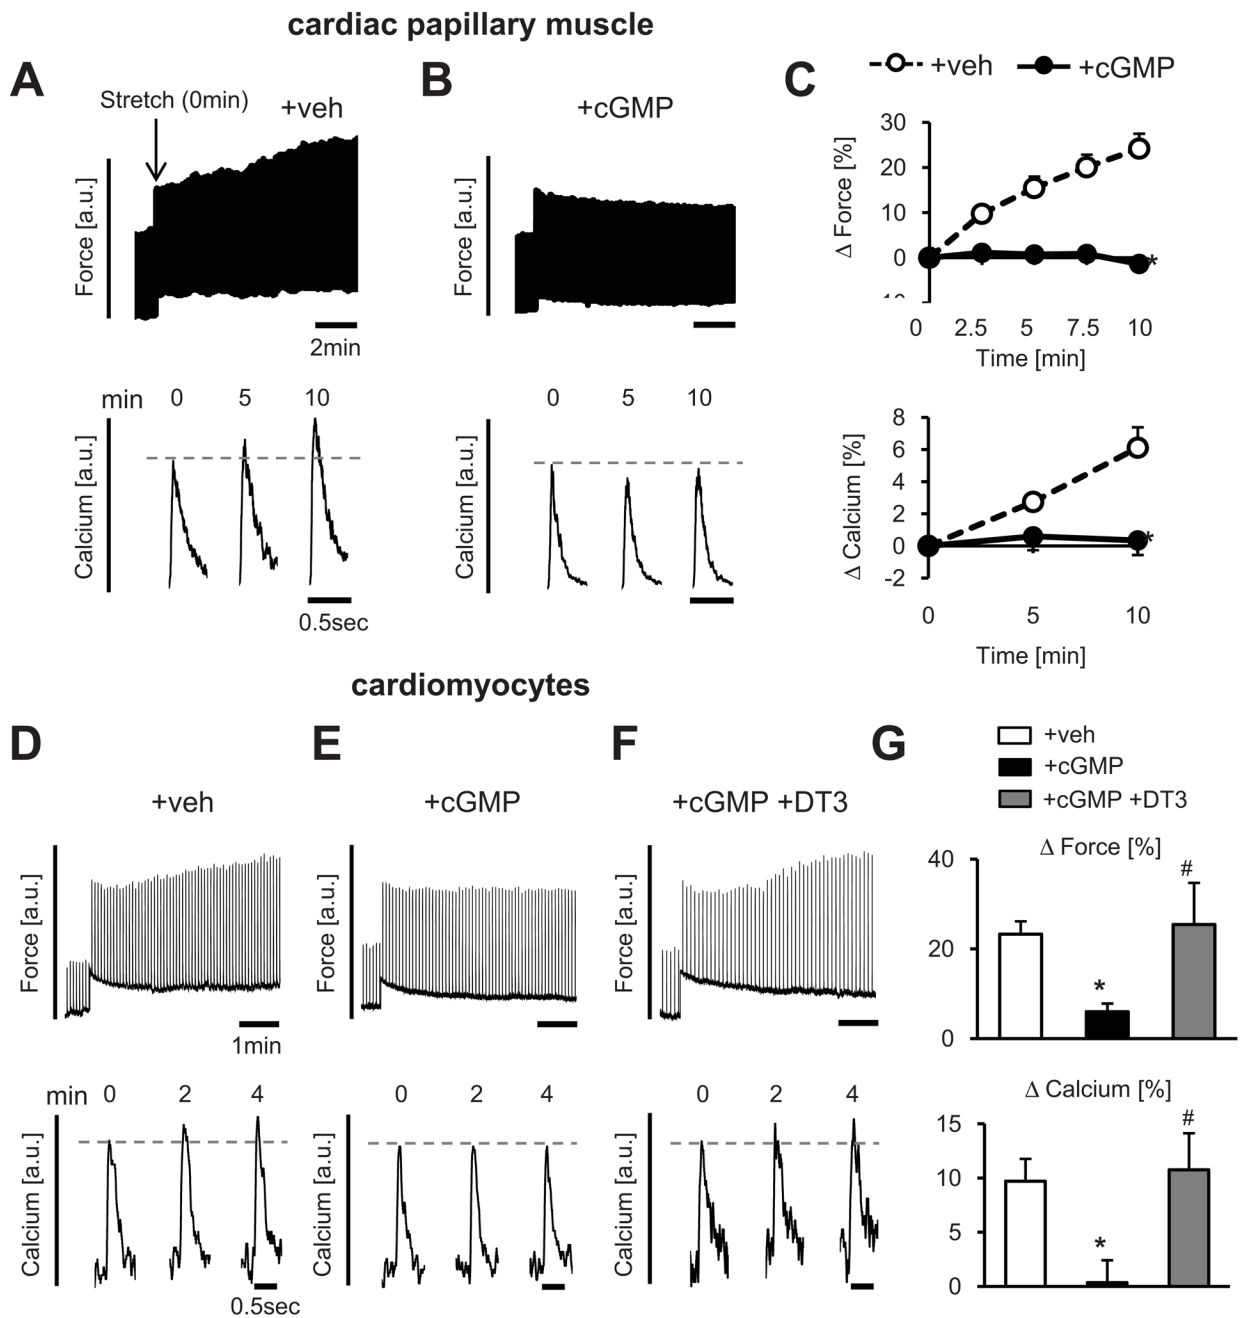 cardiac papillary muscle
A
Stretch (0min)
+veh
Force [a.u.]
2min
min 0 5 10
Calcium [a.u.]
0.5sec
B
+cGMP
Force [a.u.]
0 5 10
Calcium [a.u.]
C
+veh
+cGMP
Δ Force [%]
30
20
10
0
*
0 2.5 5 7.5 10
Time [min]
Δ Calcium [%]
8
6
4
2
0
-2
*
0 5 10
Time [min]
cardiomyocytes
D
+veh
Force [a.u.]
1min
min 0 2 4
Calcium [a.u.]
0.5sec
E
+cGMP
Force [a.u.]
0 2 4
Calcium [a.u.]
F
+cGMP +DT3
Force [a.u.]
0 2 4
Calcium [a.u.]
G
+veh
+cGMP
+cGMP +DT3
Δ Force [%]
40
20
0
*
#
Δ Calcium [%]
15
10
5
0
*
#